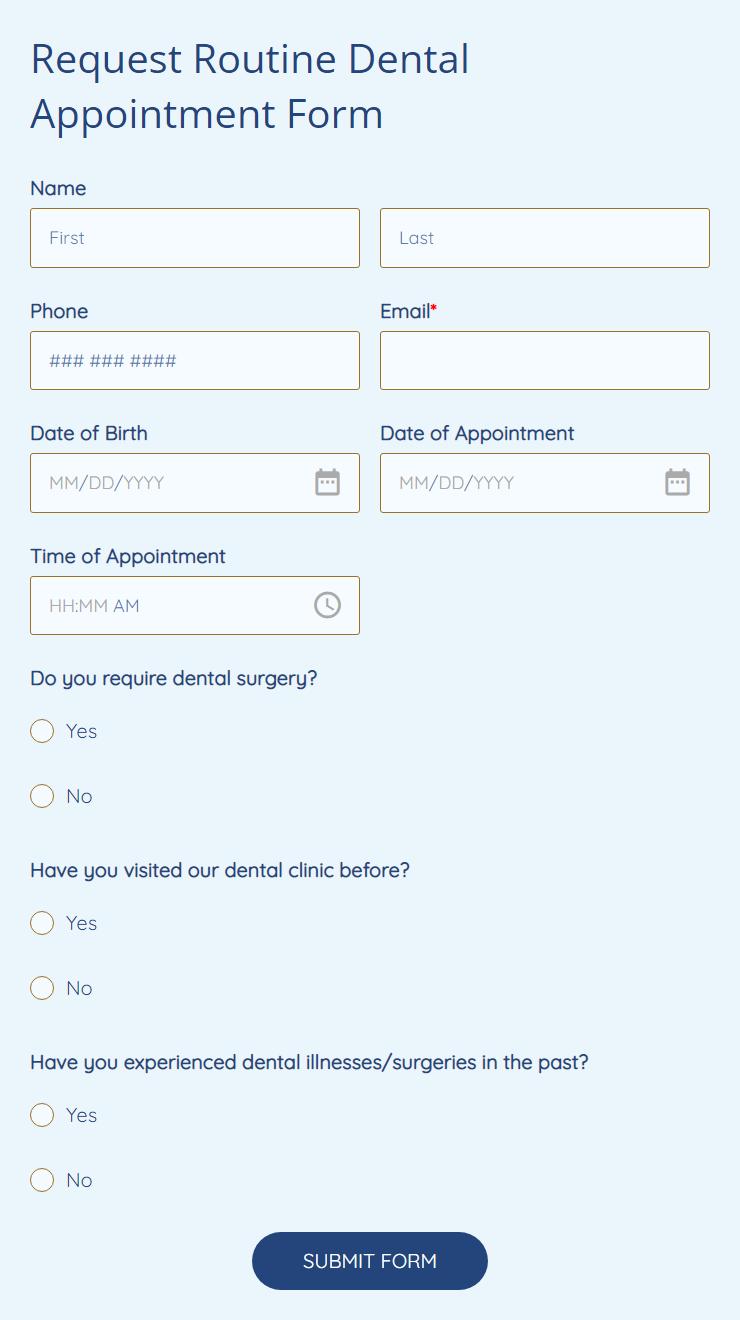 Request Routine Dental
Appointment Form
Name
First
Last
Phone
Email*
### ### ####
Date of Birth
Date of Appointment
MM/DD/YYYY
MM/DD/YYYY
Time of Appointment
HH:MM AM
Do you require dental surgery?
Yes
No
Have you visited our dental clinic before?
Yes
No
Have you experienced dental illnesses/surgeries in the past?
Yes
No
SUBMIT FORM